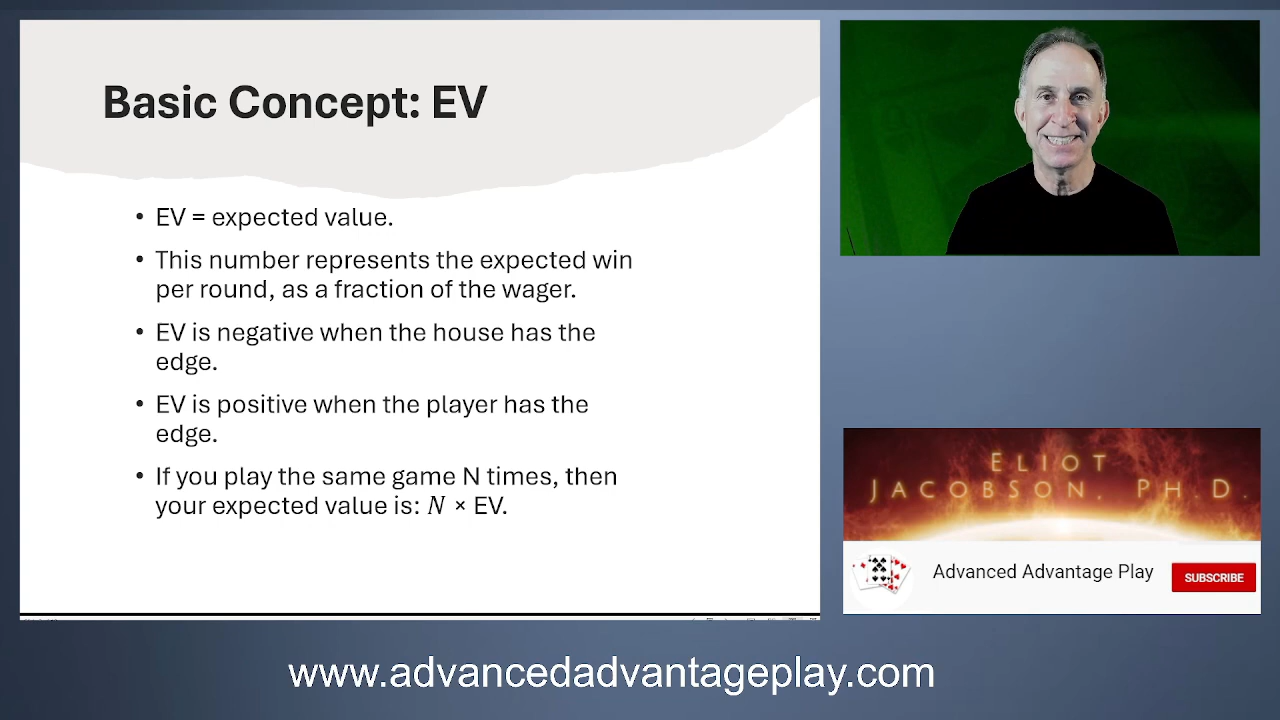 Basic Concept: EV
• EV = expected value.
• This number represents the expected win
per round, as a fraction of the wager.
• EV is negative when the house has the
edge.
• EV is positive when the player has the
edge.
• If you play the same game N times, then
your expected value is: N × EV.
ELIOT
JACOBSON, PH.D.
Advanced Advantage Play
SUBSCRIBE
www.advancedadvantageplay.com